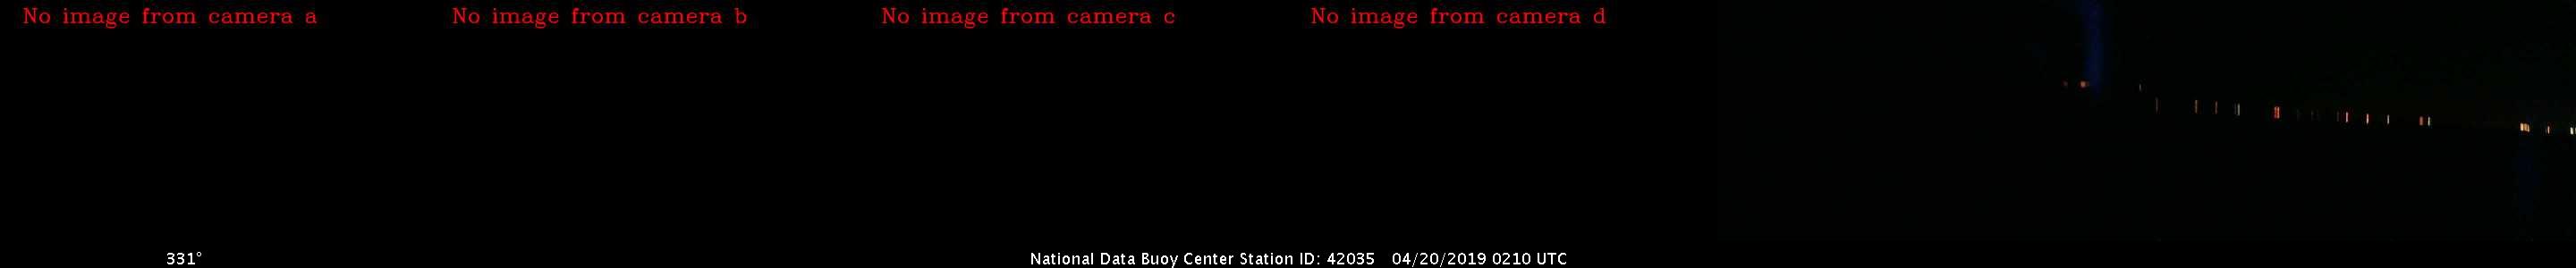 No image from camera a
No image from camera b
No image from camera c
No image from camera d
331°
National Data Buoy Center Station ID: 42035 04/20/2019 0210 UTC